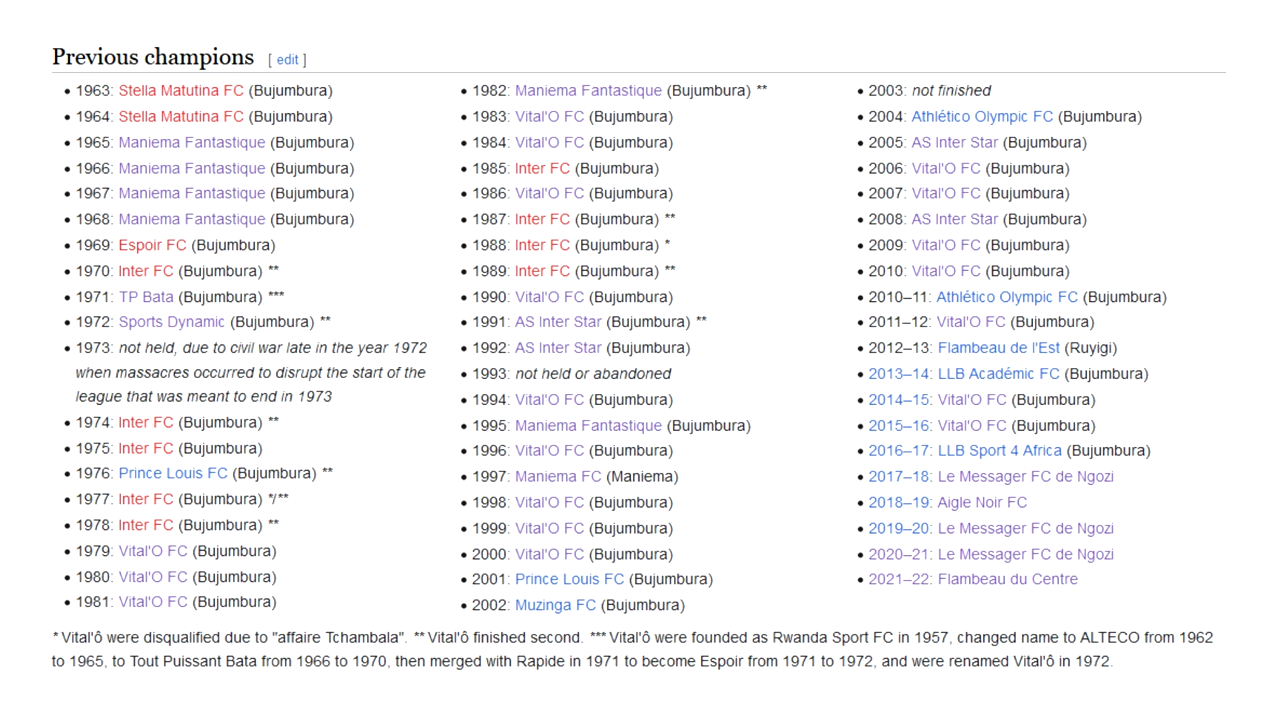 Previous champions [ edit ]
• 1963: Stella Matutina FC (Bujumbura)
• 1964: Stella Matutina FC (Bujumbura)
• 1965: Maniema Fantastique (Bujumbura)
• 1966: Maniema Fantastique (Bujumbura)
• 1967: Maniema Fantastique (Bujumbura)
• 1968: Maniema Fantastique (Bujumbura)
• 1969: Espoir FC (Bujumbura)
• 1970: Inter FC (Bujumbura) **
• 1971: TP Bata (Bujumbura) ***
• 1972: Sports Dynamic (Bujumbura) **
• 1973: not held, due to civil war late in the year 1972
when massacres occurred to disrupt the start of the
league that was meant to end in 1973
• 1974: Inter FC (Bujumbura) **
• 1975: Inter FC (Bujumbura)
• 1976: Prince Louis FC (Bujumbura) **
• 1977: Inter FC (Bujumbura) */**
• 1978: Inter FC (Bujumbura) **
• 1979: Vital'O FC (Bujumbura)
• 1980: Vital'O FC (Bujumbura)
• 1981: Vital'O FC (Bujumbura)
• 1982: Maniema Fantastique (Bujumbura) **
• 1983: Vital'O FC (Bujumbura)
• 1984: Vital'O FC (Bujumbura)
• 1985: Inter FC (Bujumbura)
• 1986: Vital'O FC (Bujumbura)
• 1987: Inter FC (Bujumbura) **
• 1988: Inter FC (Bujumbura) *
• 1989: Inter FC (Bujumbura) **
• 1990: Vital'O FC (Bujumbura)
• 1991: AS Inter Star (Bujumbura) **
• 1992: AS Inter Star (Bujumbura)
• 1993: not held or abandoned
• 1994: Vital'O FC (Bujumbura)
• 1995: Maniema Fantastique (Bujumbura)
• 1996: Vital'O FC (Bujumbura)
• 1997: Maniema FC (Maniema)
• 1998: Vital'O FC (Bujumbura)
• 1999: Vital'O FC (Bujumbura)
• 2000: Vital'O FC (Bujumbura)
• 2001: Prince Louis FC (Bujumbura)
• 2002: Muzinga FC (Bujumbura)
• 2003: not finished
• 2004: Athlético Olympic FC (Bujumbura)
• 2005: AS Inter Star (Bujumbura)
• 2006: Vital'O FC (Bujumbura)
• 2007: Vital'O FC (Bujumbura)
• 2008: AS Inter Star (Bujumbura)
• 2009: Vital'O FC (Bujumbura)
• 2010: Vital'O FC (Bujumbura)
• 2010–11: Athlético Olympic FC (Bujumbura)
• 2011–12: Vital'O FC (Bujumbura)
• 2012–13: Flambeau de l'Est (Ruyigi)
• 2013–14: LLB Académic FC (Bujumbura)
• 2014–15: Vital'O FC (Bujumbura)
• 2015–16: Vital'O FC (Bujumbura)
• 2016–17: LLB Sport 4 Africa (Bujumbura)
• 2017–18: Le Messager FC de Ngozi
• 2018–19: Aigle Noir FC
• 2019–20: Le Messager FC de Ngozi
• 2020–21: Le Messager FC de Ngozi
• 2021–22: Flambeau du Centre
* Vital'ô were disqualified due to "affaire Tchambala". ** Vital'ô finished second. *** Vital'ô were founded as Rwanda Sport FC in 1957, changed name to ALTECO from 1962
to 1965, to Tout Puissant Bata from 1966 to 1970, then merged with Rapide in 1971 to become Espoir from 1971 to 1972, and were renamed Vital'ô in 1972.